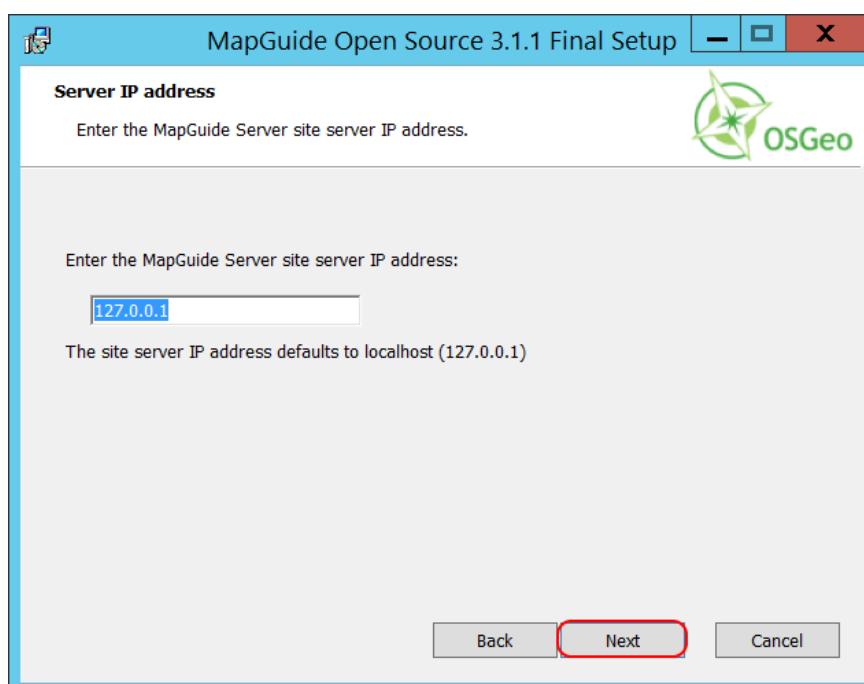 MapGuide Open Source 3.1.1 Final Setup
Server IP address
Enter the MapGuide Server site server IP address.
OSGeo
Enter the MapGuide Server site server IP address:
127.0.0.1
The site server IP address defaults to localhost (127.0.0.1)
Back Next Cancel